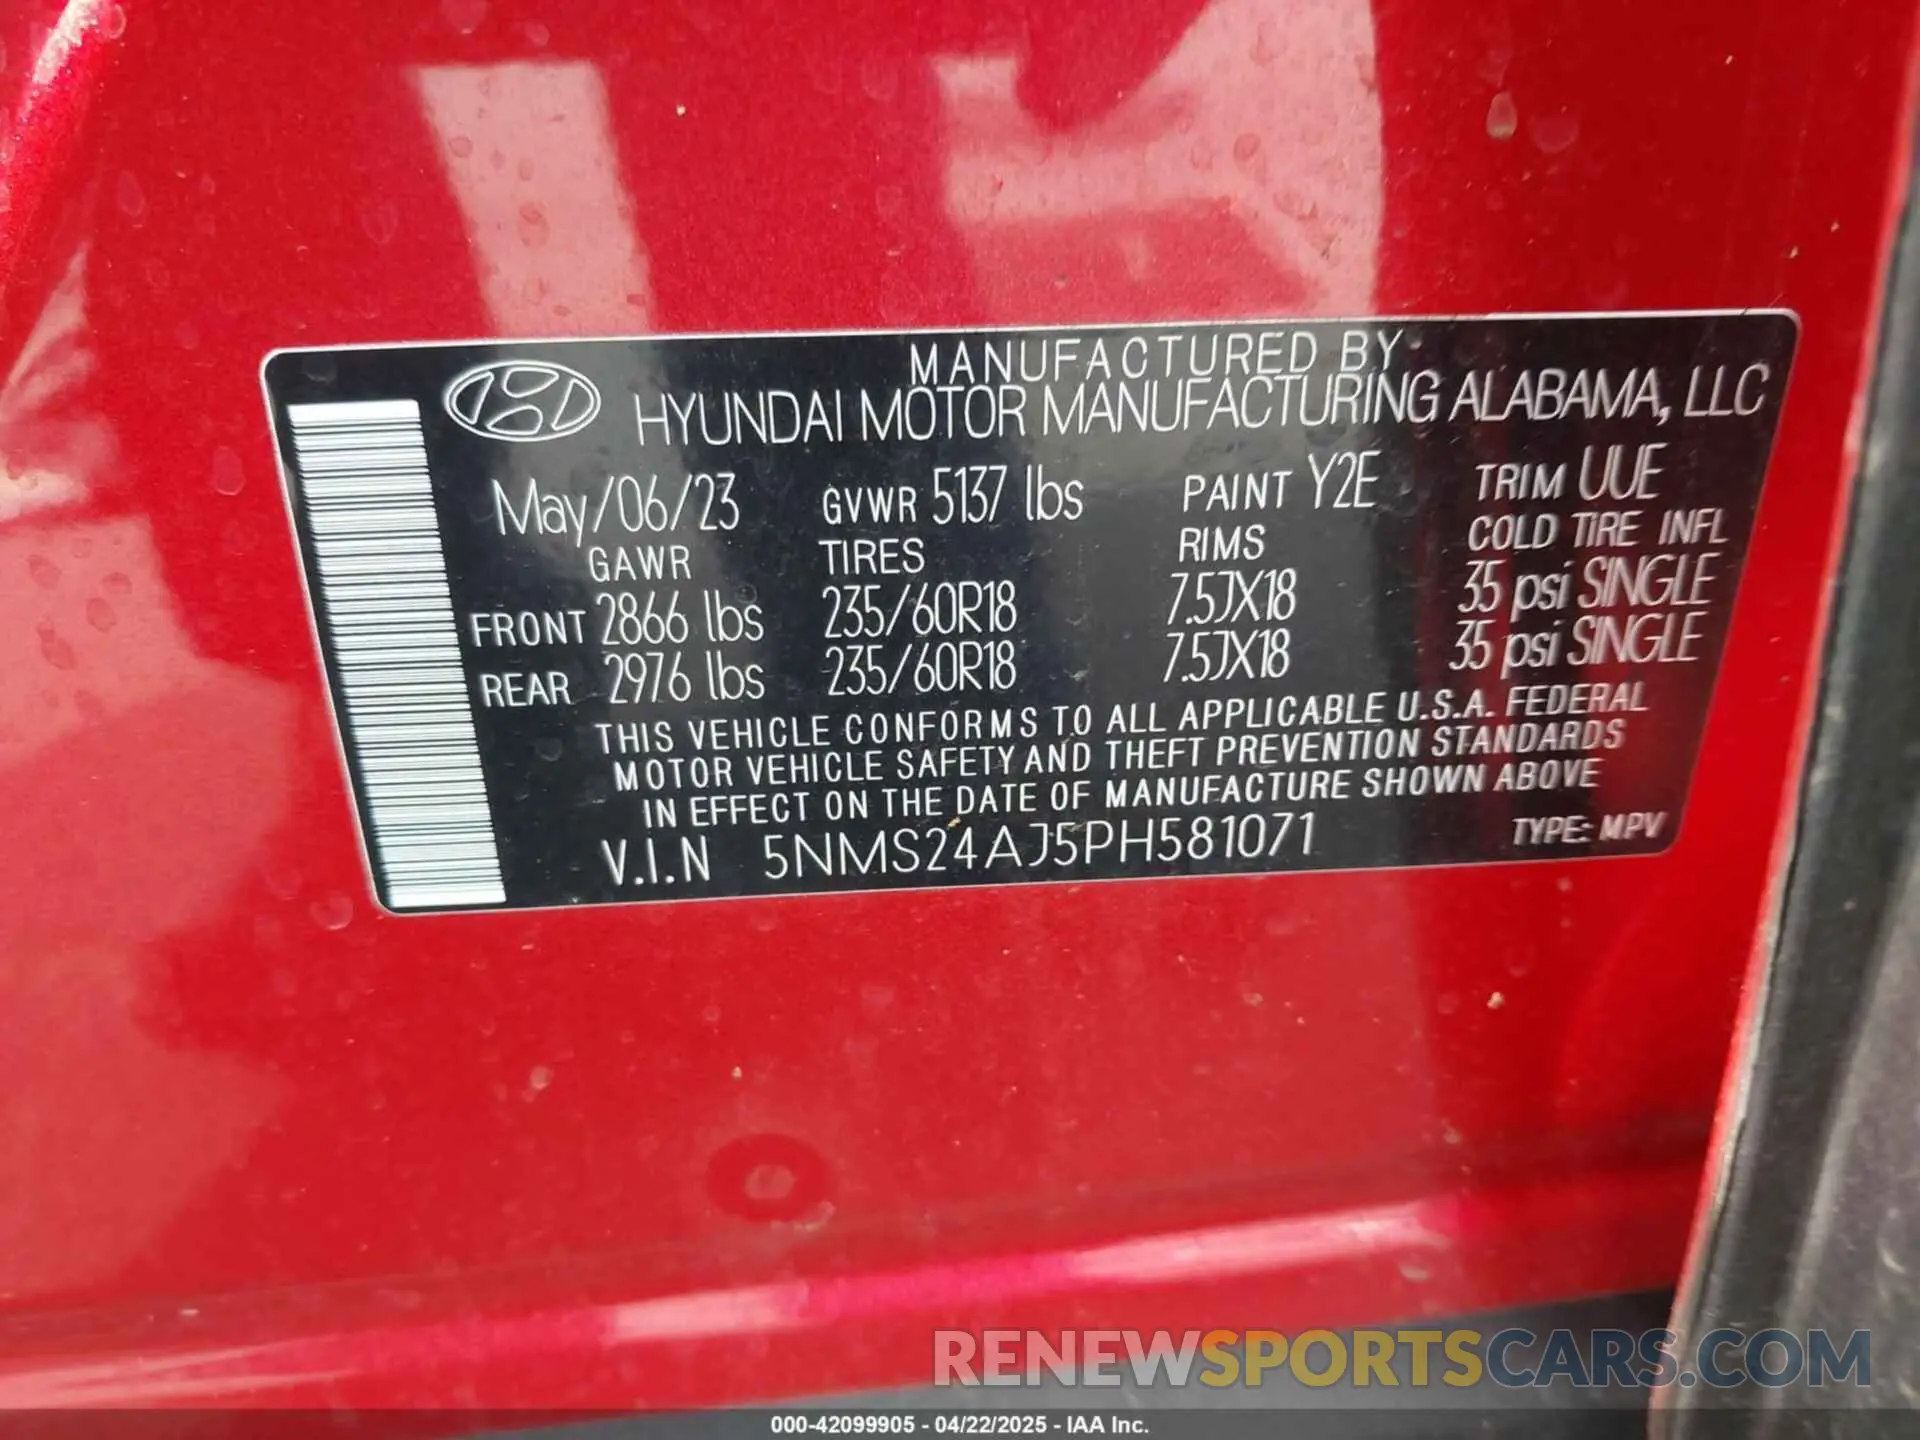 MANUFACTURED BY
HYUNDAI MOTOR MANUFACTURING ALABAMA, LLC
May/06/23 GVWR 5137 lbs PAINT Y2E TRIM UUE
GAWR TIRES RIMS COLD TIRE INFL
FRONT 2866 lbs 235/60R18 7.5JX18 35 psi SINGLE
REAR 2976 lbs 235/60R18 7.5JX18 35 psi SINGLE
THIS VEHICLE CONFORMS TO ALL APPLICABLE U.S.A. FEDERAL
MOTOR VEHICLE SAFETY AND THEFT PREVENTION STANDARDS
IN EFFECT ON THE DATE OF MANUFACTURE SHOWN ABOVE
V.I.N 5NMS24AJ5PH581071 TYPE: MPV
RENEWSPORTSCARS.COM
000-42099905 - 04/22/2025 - IAA Inc.